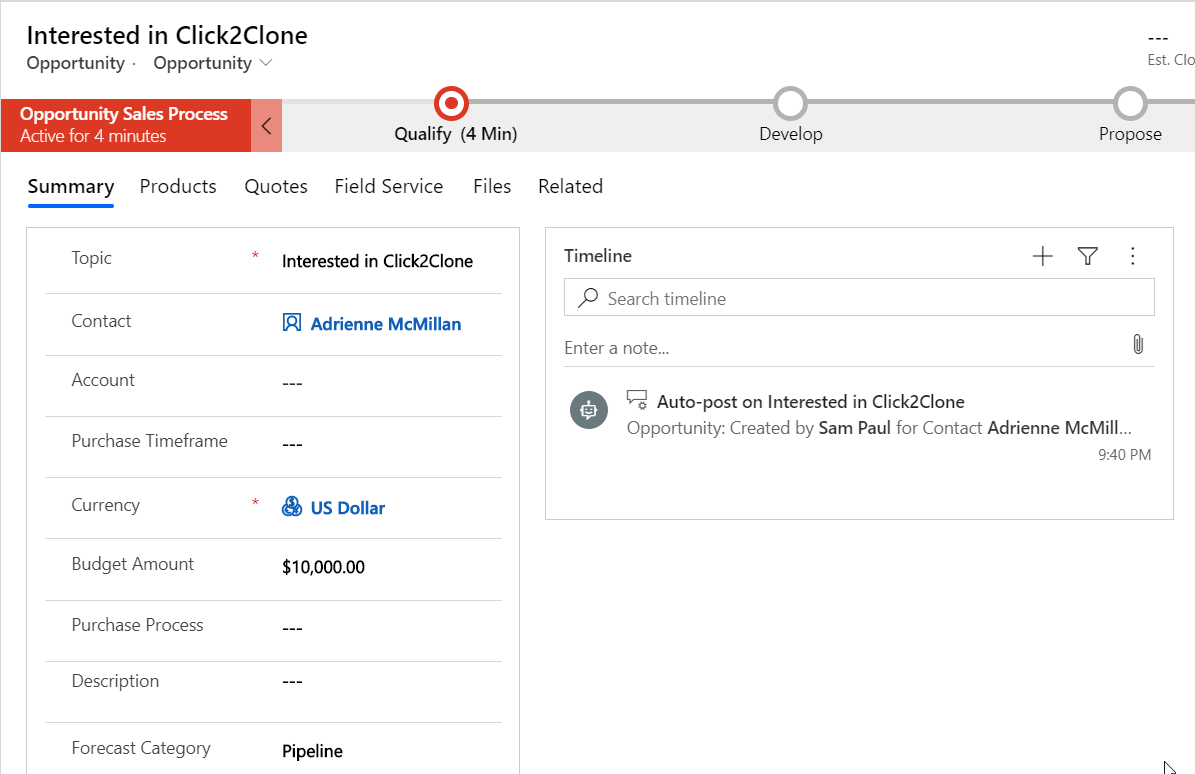 Interested in Click2Clone
Opportunity · Opportunity
---
Est. Clo
Opportunity Sales Process
Active for 4 minutes
Qualify (4 Min)
Develop
Propose
Summary Products Quotes Field Service Files Related
Topic * Interested in Click2Clone
Contact Adrienne McMillan
Account ---
Purchase Timeframe ---
Currency * US Dollar
Budget Amount $10,000.00
Purchase Process ---
Description ---
Forecast Category Pipeline
Timeline
Search timeline
Enter a note...
Auto-post on Interested in Click2Clone
Opportunity: Created by Sam Paul for Contact Adrienne McMill...
9:40 PM